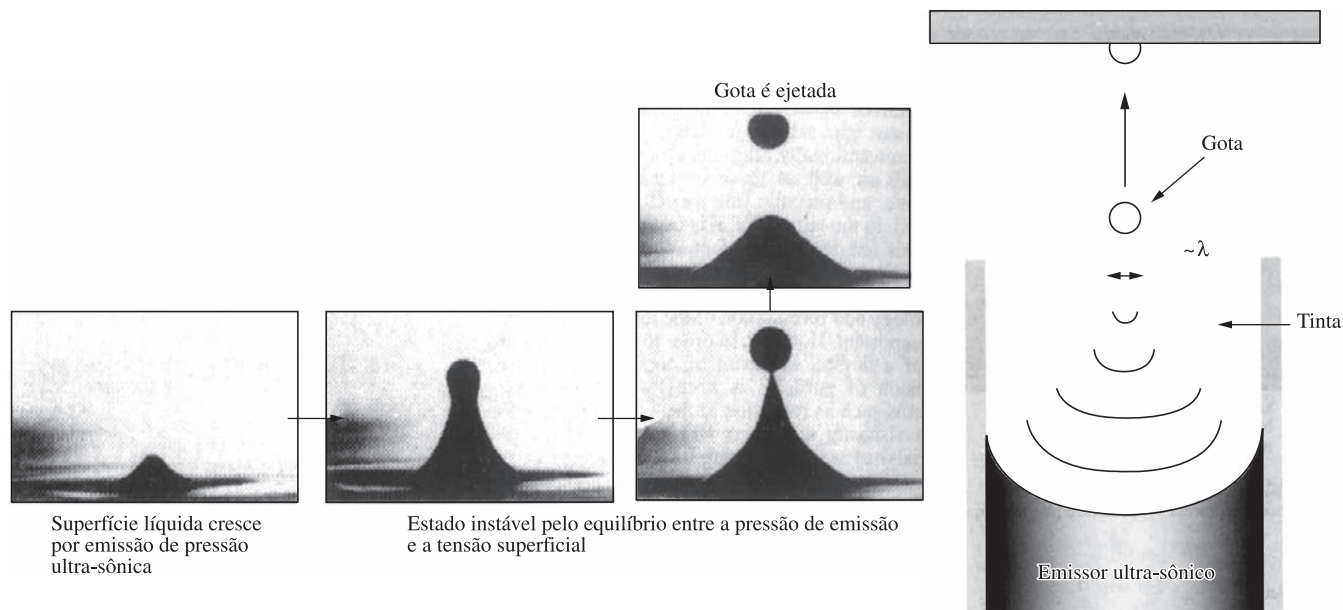 Gota é ejetada
Superfície líquida cresce
por emissão de pressão
ultra-sônica
Estado instável pelo equilíbrio entre a pressão de emissão
e a tensão superficial
Gota
~λ
Tinta
Emissor ultra-sônico